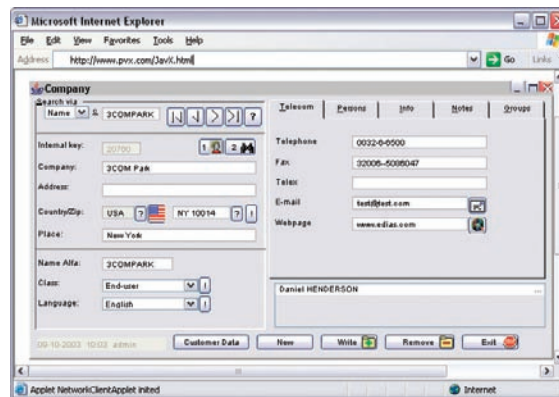 Microsoft Internet Explorer
File Edit View Favorites Tools Help
Address http://www.pvx.com/JavX.html Go Links
Company
Search via
Name & 3COMPARK ?
Telecom Persons Info Notes Groups
Internal key: 20700 1 2
Company: 3COM Park
Address:
Country/Zip: USA ? NY 10014 ? !
Place: New York
Telephone 0032-8-6500
Fax 32006--5086047
Telex
E-mail test@test.com
Webpage www.edias.com
Name Alfa: 3COMPARK
Class: End-user !
Language: English !
Daniel HENDERSON ...
09-10-2003 10:03 admin Customer Data New Write Remove Exit
Applet NetworkClientApplet inited Internet